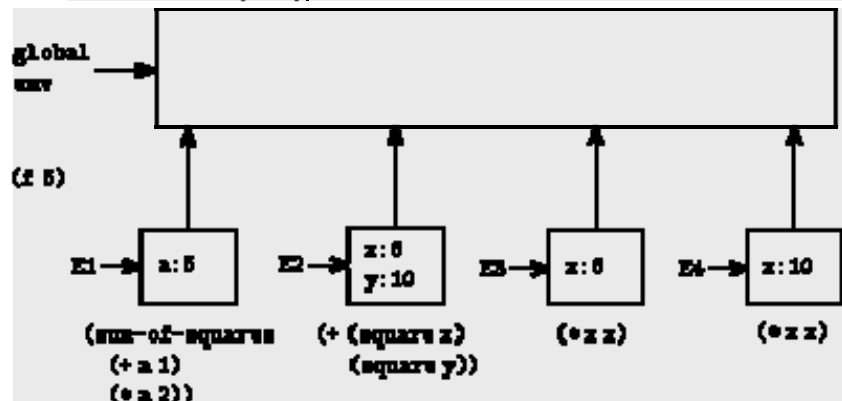 global
env
(f 5)
E1
a:5
E2
x:6
y:10
E3
x:6
E4
x:10
(sum-of-squares
(+ a 1)
(* a 2))
(+ (square x)
(square y))
(* x x)
(* x x)